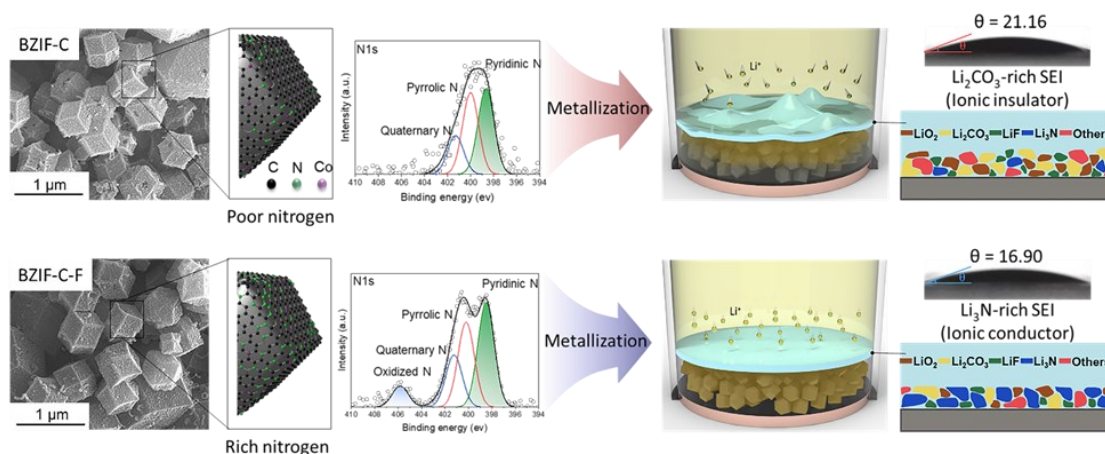 BZIF-C
1 μm
C N Co
Poor nitrogen
N1s
Pyridinic N
Pyrrolic N
Quaternary N
Intensity (a.u.)
410 408 406 404 402 400 398 396 394
Binding energy (ev)
Metallization
Li⁺
θ = 21.16
θ
Li₂CO₃-rich SEI
(Ionic insulator)
LiO₂ Li₂CO₃ LiF Li₃N Others
BZIF-C-F
1 μm
Rich nitrogen
N1s
Pyridinic N
Pyrrolic N
Quaternary N
Oxidized N
Intensity (a.u.)
410 408 406 404 402 400 398 396 394
Binding energy (ev)
Metallization
Li⁺
θ = 16.90
θ
Li₃N-rich SEI
(Ionic conductor)
LiO₂ Li₂CO₃ LiF Li₃N Others